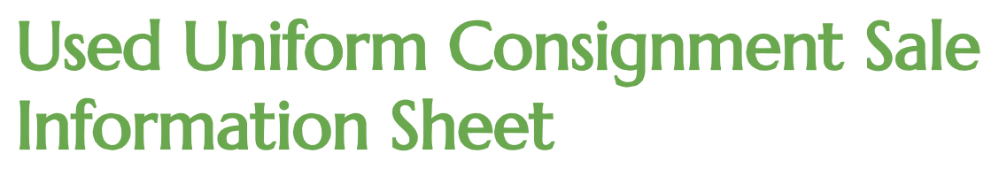 Used Uniform Consignment Sale
Information Sheet